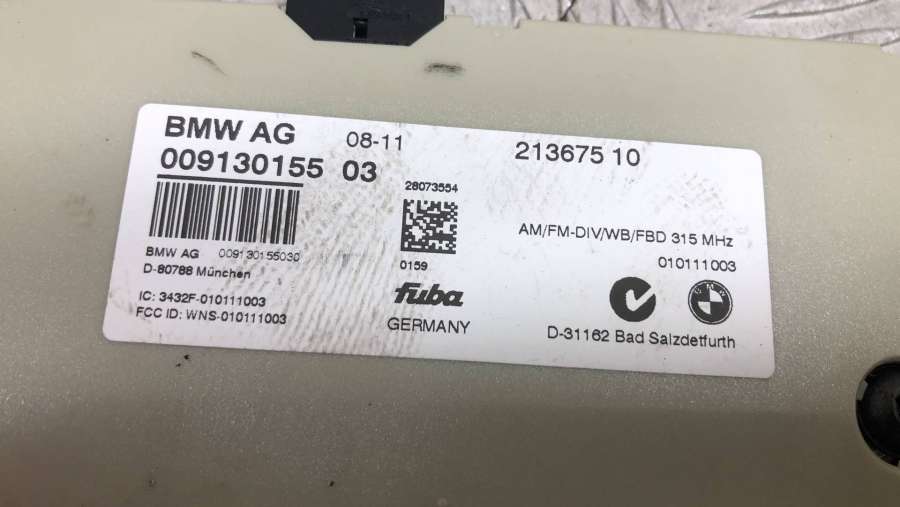 BMW AG 08-11 213675 10
009130155 03
28073554
AM/FM-DIV/WB/FBD 315 MHz
BMW AG 009130155030
D-80788 München
0159
010111003
IC: 3432F-010111003
fuba
BMW
FCC ID: WNS-010111003
GERMANY
D-31162 Bad Salzdetfurth